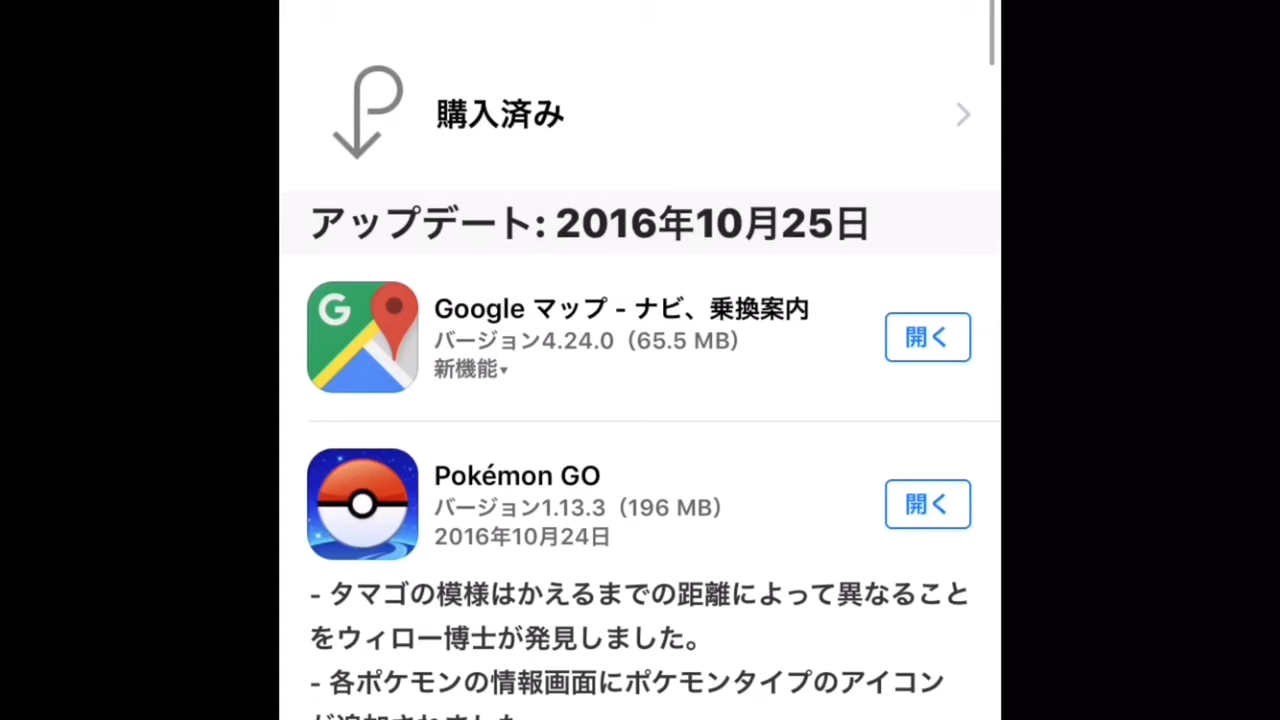 購入済み
アップデート: 2016年10月25日
G
Google マップ - ナビ、乗換案内
バージョン4.24.0（65.5 MB）
新機能▾
開く
Pokémon GO
バージョン1.13.3（196 MB）
2016年10月24日
開く
- タマゴの模様はかえるまでの距離によって異なること
をウィロー博士が発見しました。
- 各ポケモンの情報画面にポケモンタイプのアイコン